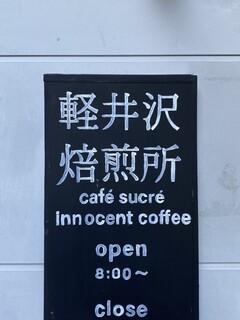 軽井沢
焙煎所
café sucré
innocent coffee
open
8:00〜
close